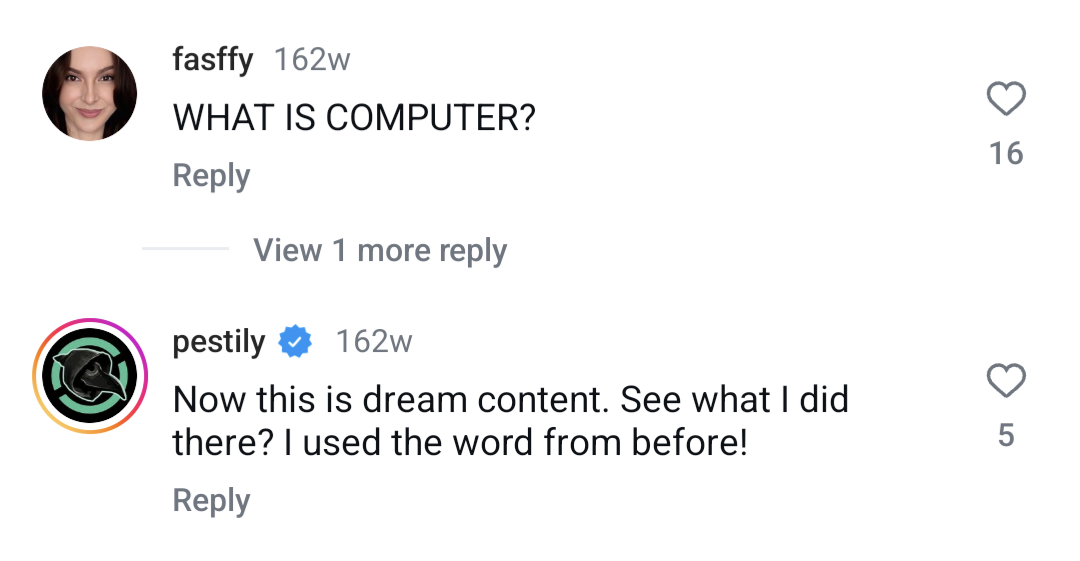 fasffy 162w
WHAT IS COMPUTER?
16
Reply
View 1 more reply
pestily 162w
Now this is dream content. See what I did
there? I used the word from before!
5
Reply